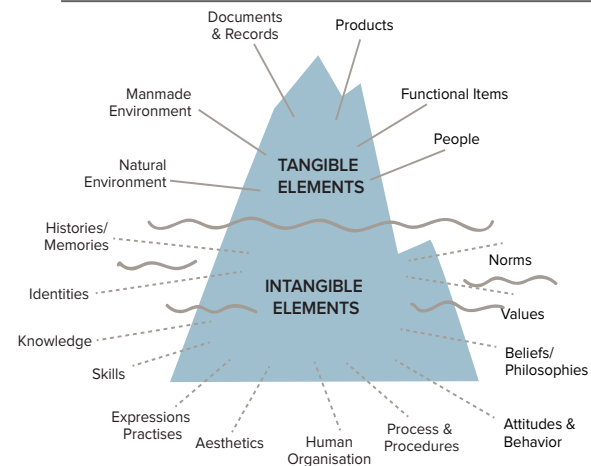 Documents
& Records
Products
Manmade
Environment
Functional Items
People
Natural
Environment
TANGIBLE
ELEMENTS
Histories/
Memories
Norms
Identities
INTANGIBLE
ELEMENTS
Values
Knowledge
Beliefs/
Philosophies
Skills
Expressions
Practises
Aesthetics
Human
Organisation
Process &
Procedures
Attitudes &
Behavior